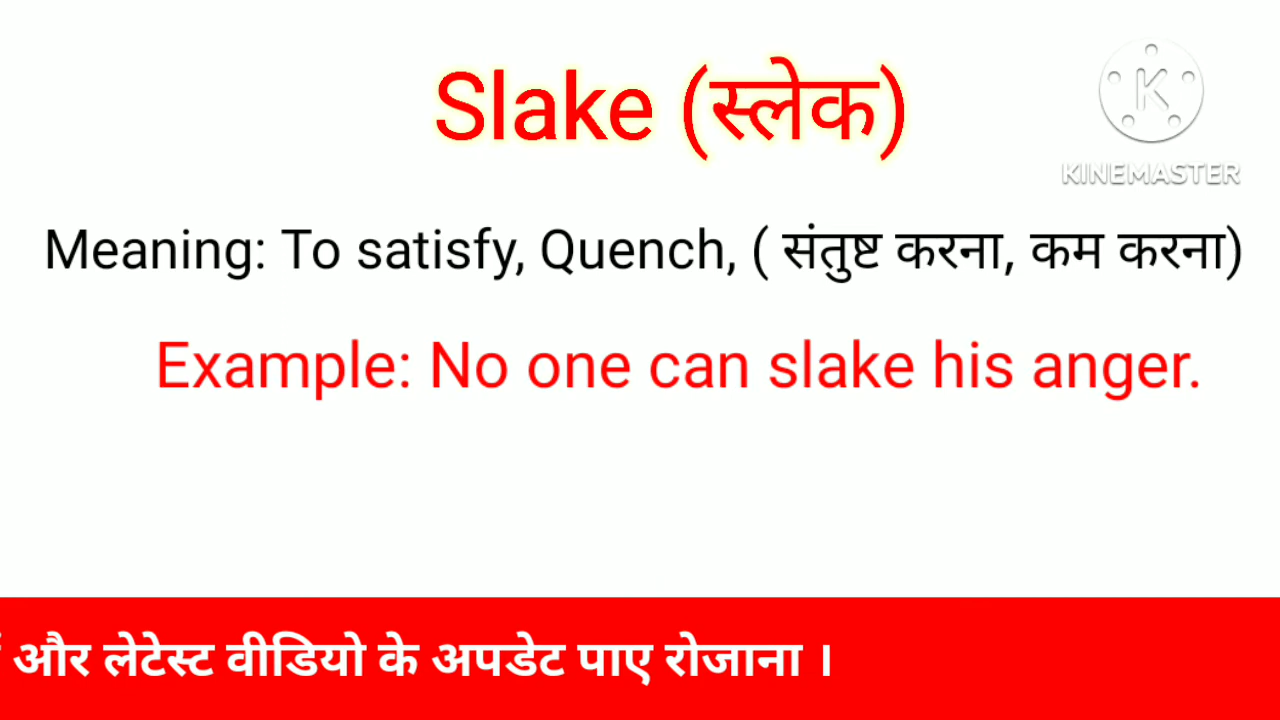 Slake (स्लेक)
K
KINEMASTER
Meaning: To satisfy, Quench, ( संतुष्ट करना, कम करना)
Example: No one can slake his anger.
और लेटेस्ट वीडियो के अपडेट पाए रोजाना ।